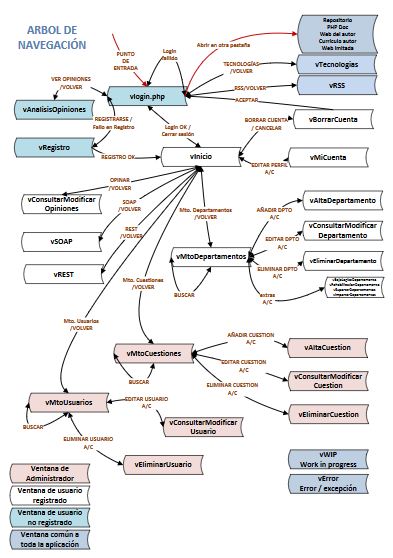 ARBOL DE
NAVEGACIÓN
PUNTO
DE
ENTRADA
Login
fallido
Abrir en otra pestaña
Repositorio
PHP Doc
Web del autor
Currículo autor
Web imitada
VER OPINIONES
/VOLVER
vlogin.php
TECNOLOGÍAS
/VOLVER
vTecnologías
RSS/VOLVER
vRSS
ACEPTAR
vAnalisisOpiniones
REGISTRARSE /
Fallo en Registro
Login OK /
Cerrar sesión
BORRAR CUENTA
/ CANCELAR
vBorrarCuenta
vRegistro
REGISTRO OK
vInicio
EDITAR PERFIL
A/C
vMiCuenta
OPINAR
/VOLVER
vConsultarModificar
Opiniones
SOAP
/VOLVER
Mto. Departamentos
/VOLVER
AÑADIR DPTO
A/C
vAltaDepartamento
vSOAP
REST
/VOLVER
EDITAR DPTO
A/C
vConsultarModificar
Departamento
vREST
vMtoDepartamentos
ELIMINAR DPTO
A/C
vEliminarDepartamento
BUSCAR
extras
A/C
Mto. Cuestiones
/VOLVER
Mto. Usuarios
/VOLVER
AÑADIR CUESTION
A/C
vAltaCuestion
vMtoCuestiones
EDITAR CUESTION
A/C
vConsultarModificar
Cuestion
BUSCAR
ELIMINAR CUESTION
A/C
vEliminarCuestion
vMtoUsuarios
EDITAR USUARIO
A/C
vConsultarModificar
Usuario
BUSCAR
ELIMINAR USUARIO
A/C
vEliminarUsuario
vWIP
Work in progress
vError
Error / excepción
Ventana de
Administrador
Ventana de usuario
registrado
Ventana de usuario
no registrado
Ventana común a
toda la aplicación